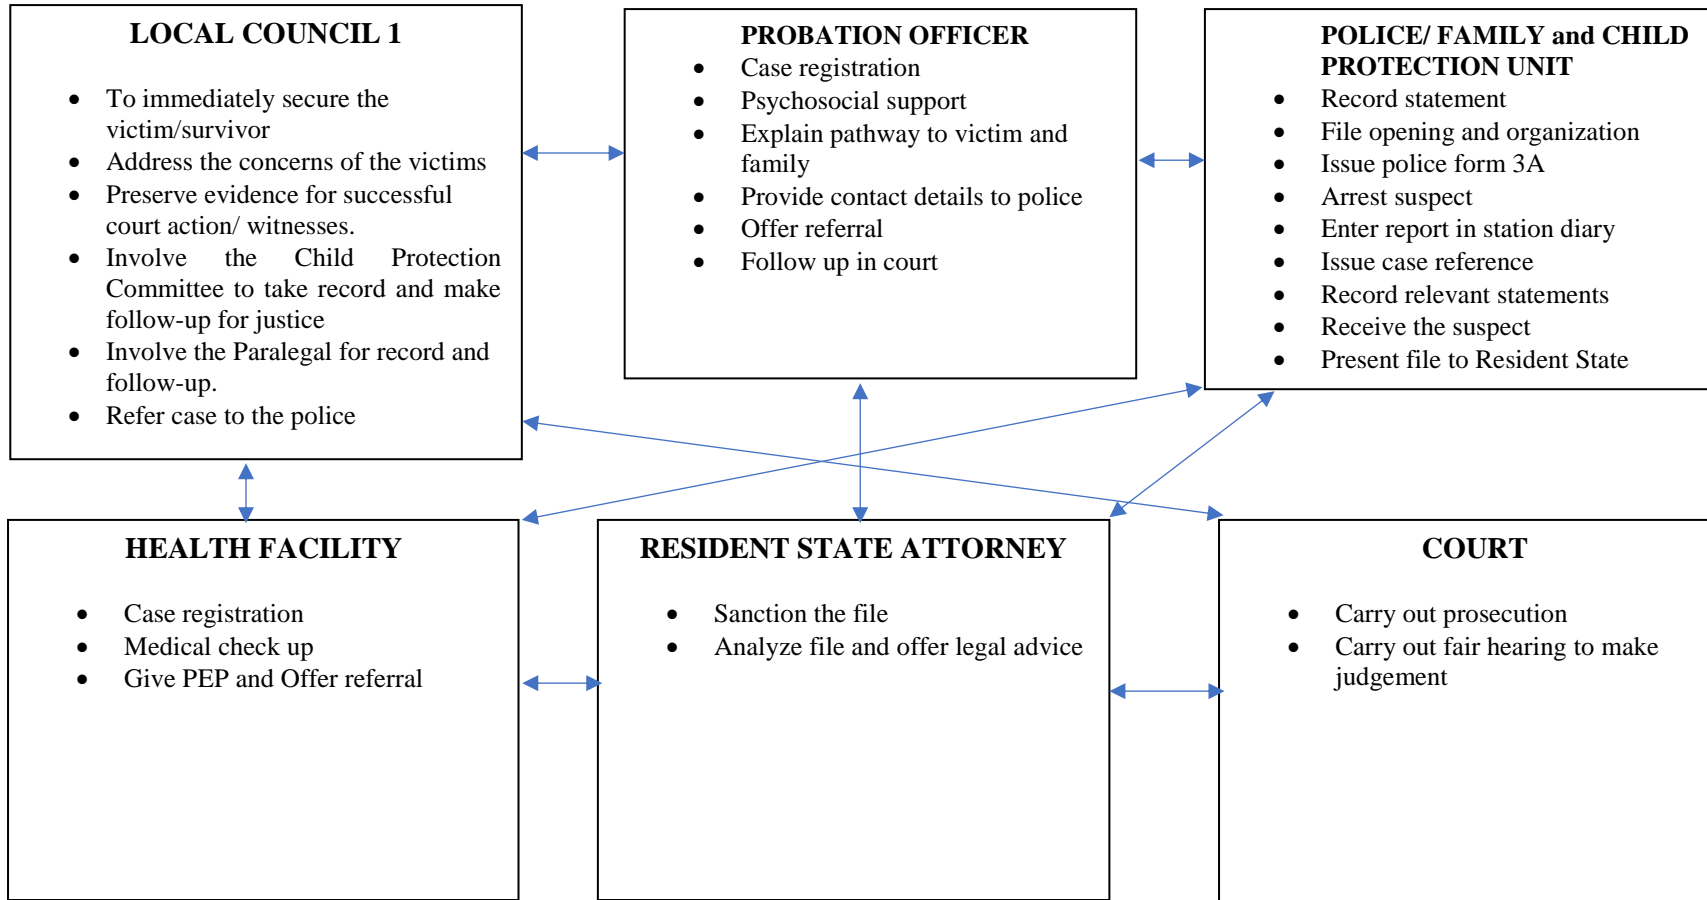 LOCAL COUNCIL 1
• To immediately secure the
victim/survivor
• Address the concerns of the victims
• Preserve evidence for successful
court action/ witnesses.
• Involve the Child Protection
Committee to take record and make
follow-up for justice
• Involve the Paralegal for record and
follow-up.
• Refer case to the police
PROBATION OFFICER
• Case registration
• Psychosocial support
• Explain pathway to victim and
family
• Provide contact details to police
• Offer referral
• Follow up in court
POLICE/ FAMILY and CHILD
PROTECTION UNIT
• Record statement
• File opening and organization
• Issue police form 3A
• Arrest suspect
• Enter report in station diary
• Issue case reference
• Record relevant statements
• Receive the suspect
• Present file to Resident State
HEALTH FACILITY
• Case registration
• Medical check up
• Give PEP and Offer referral
RESIDENT STATE ATTORNEY
• Sanction the file
• Analyze file and offer legal advice
COURT
• Carry out prosecution
• Carry out fair hearing to make
judgement